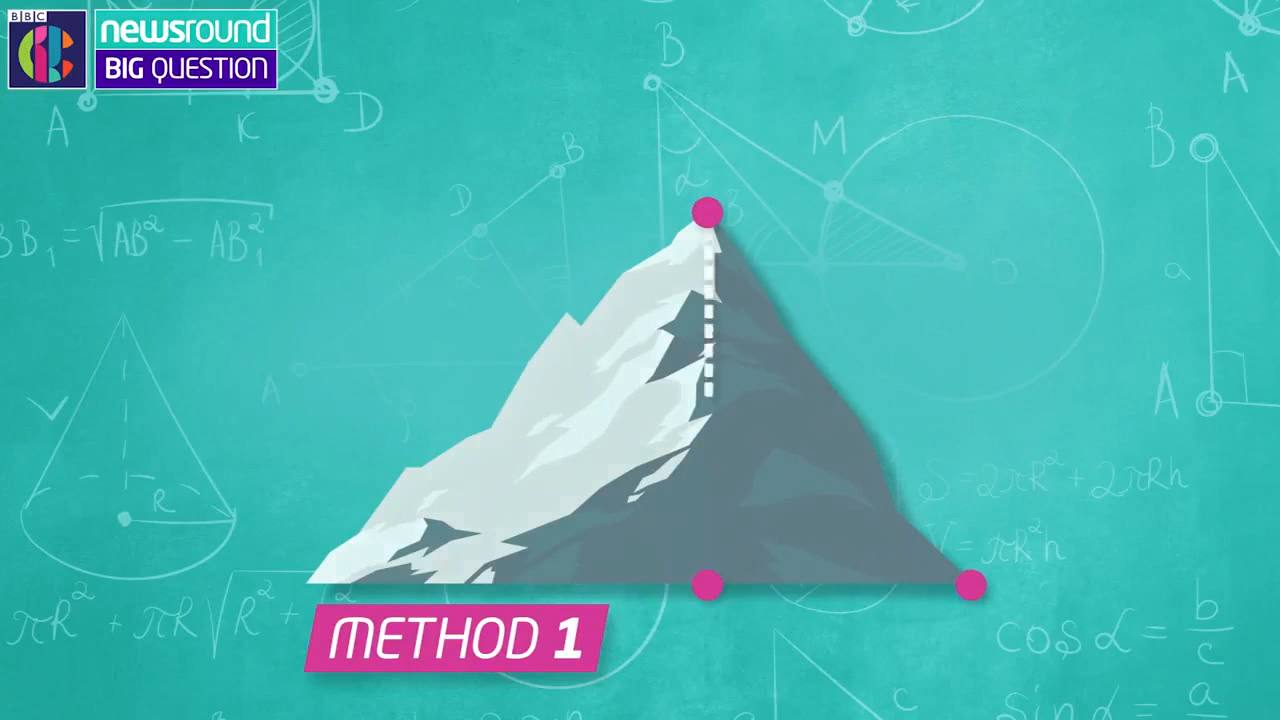 BBC
newsround
BIG QUESTION
A K D
B
M
α
B
D
B
A
B
a
A
BB₁ = √AB² − AB₁²
R
S = 2πR² + 2πRh
V = πR²h
πR² + πR√R² +
METHOD 1
cos α = b/c
sin α = a/c
c